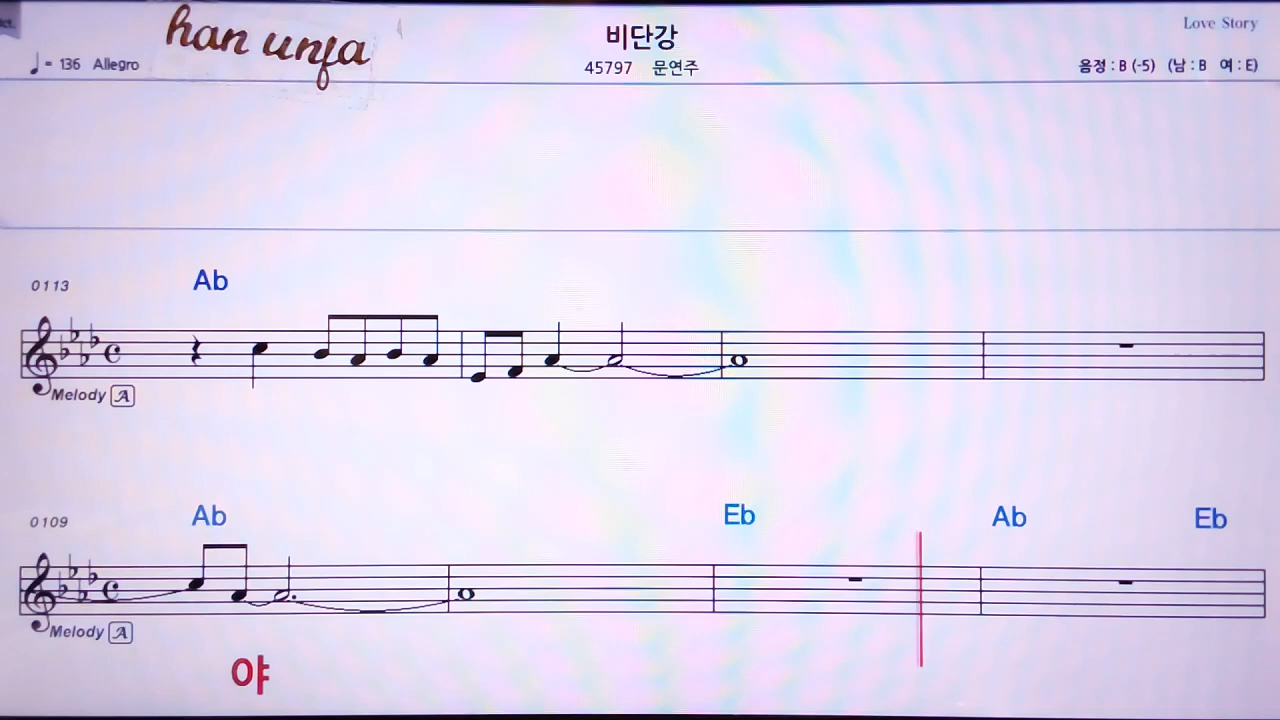 han unfa
비단강
Love Story
♩= 136 Allegro
45797 문연주
음정 : B (-5) (남 : B 여 : E)
0113
Ab
Melody A
0109
Ab Eb Ab Eb
Melody A
야